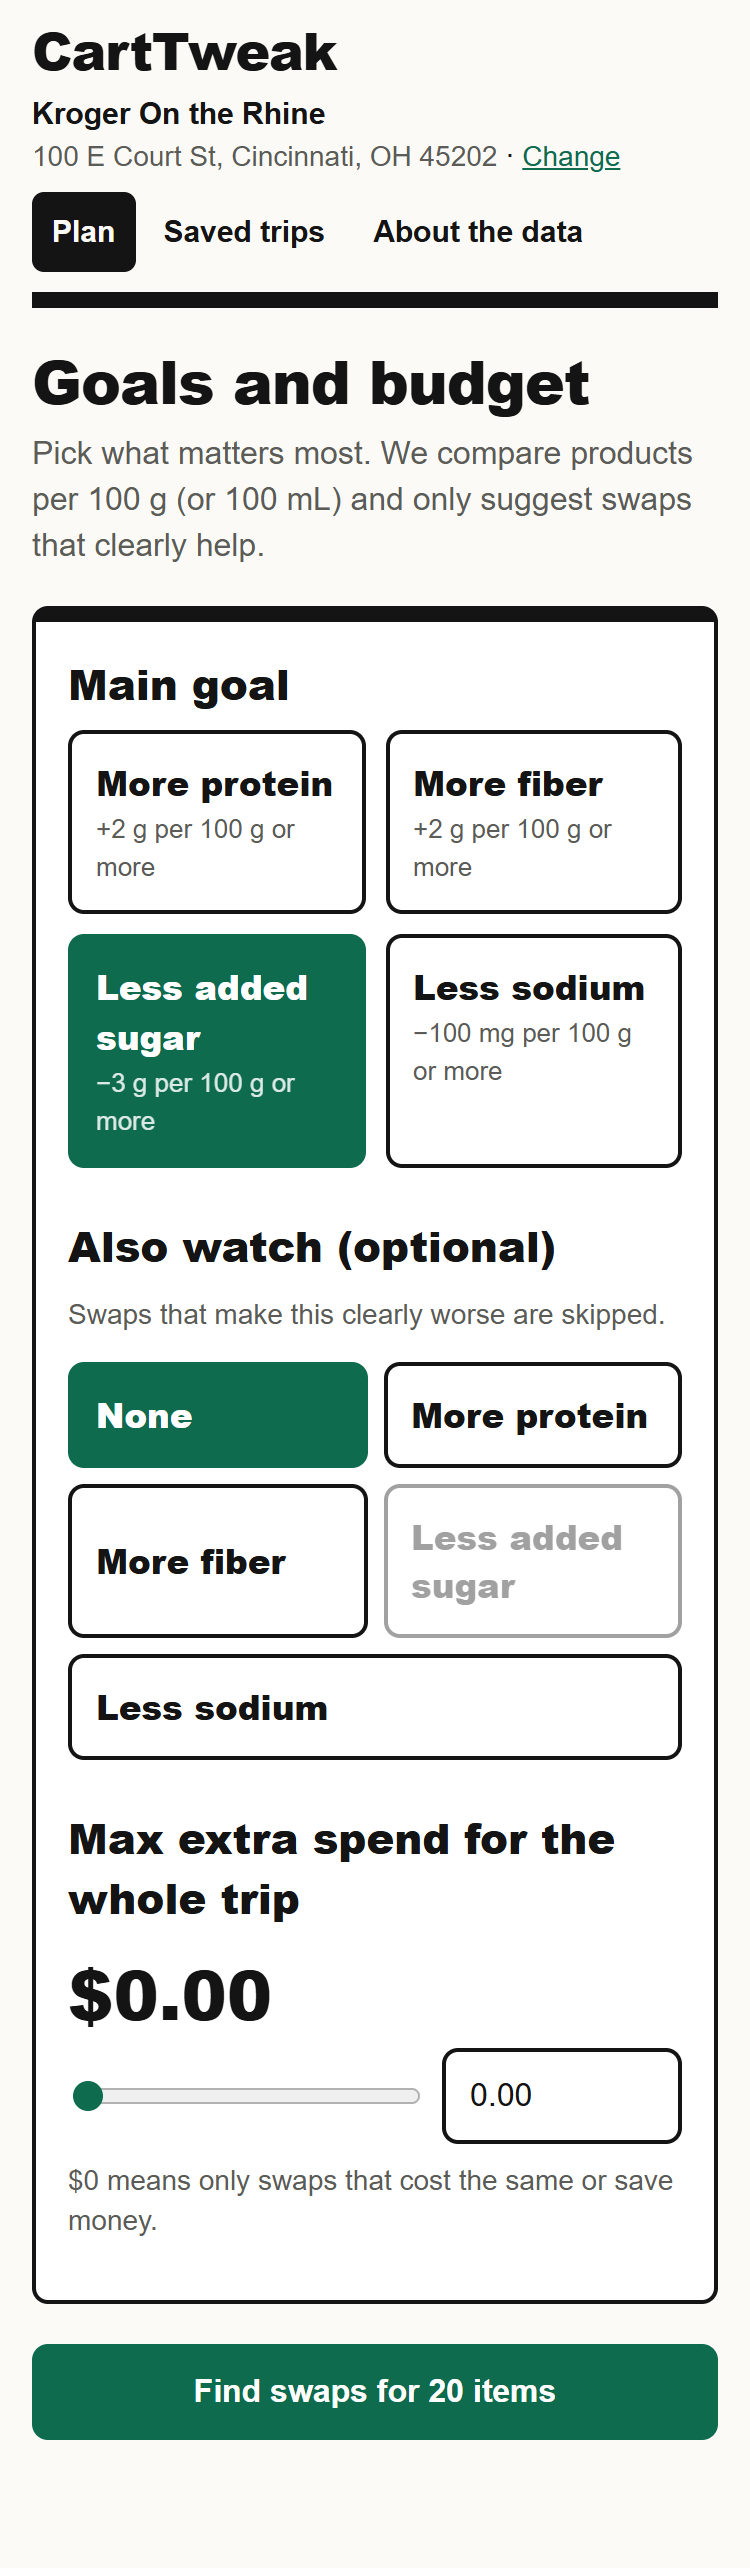 CartTweak
Kroger On the Rhine
100 E Court St, Cincinnati, OH 45202 · Change
Plan Saved trips About the data
Goals and budget
Pick what matters most. We compare products
per 100 g (or 100 mL) and only suggest swaps
that clearly help.
Main goal
More protein
+2 g per 100 g or
more
More fiber
+2 g per 100 g or
more
Less added
sugar
−3 g per 100 g or
more
Less sodium
−100 mg per 100 g
or more
Also watch (optional)
Swaps that make this clearly worse are skipped.
None
More protein
More fiber
Less added
sugar
Less sodium
Max extra spend for the
whole trip
$0.00
0.00
$0 means only swaps that cost the same or save
money.
Find swaps for 20 items